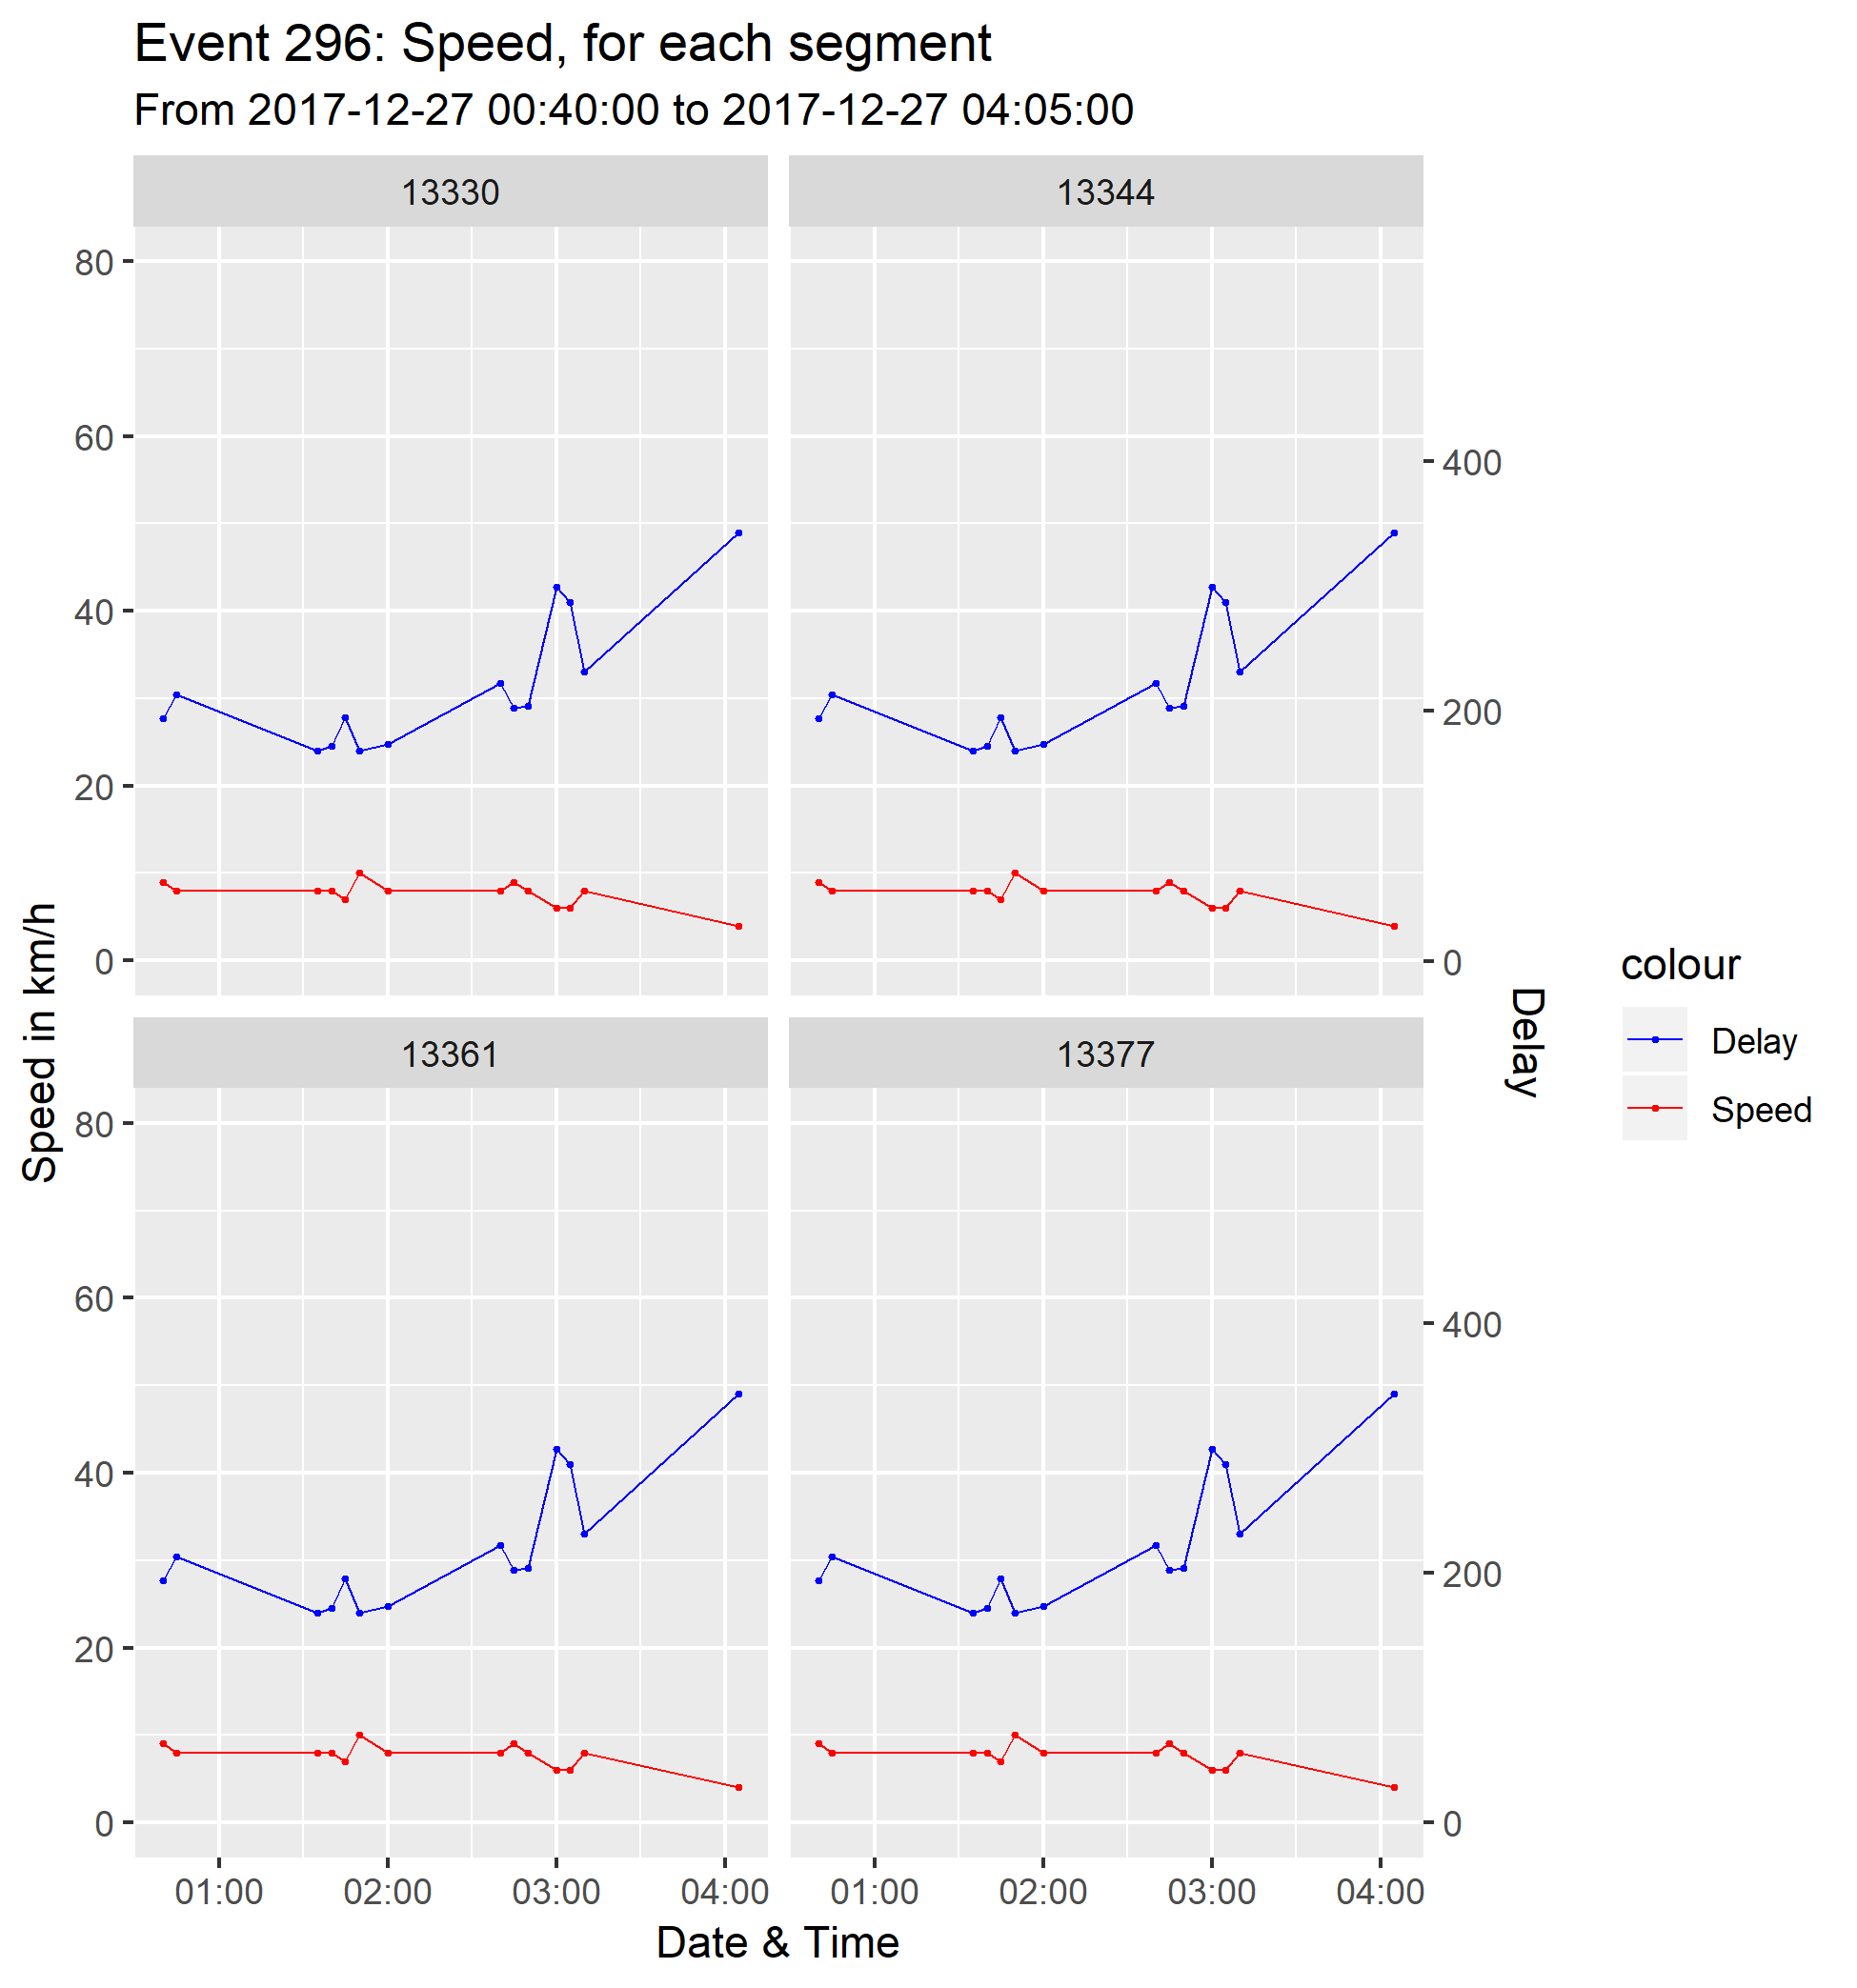 Event 296: Speed, for each segment
From 2017-12-27 00:40:00 to 2017-12-27 04:05:00
13330
13344
80
60
40
20
0
400
200
0
13361
13377
80
60
40
20
0
400
200
0
01:00 02:00 03:00 04:00
01:00 02:00 03:00 04:00
Date & Time
Speed in km/h
Delay
colour
Delay
Speed